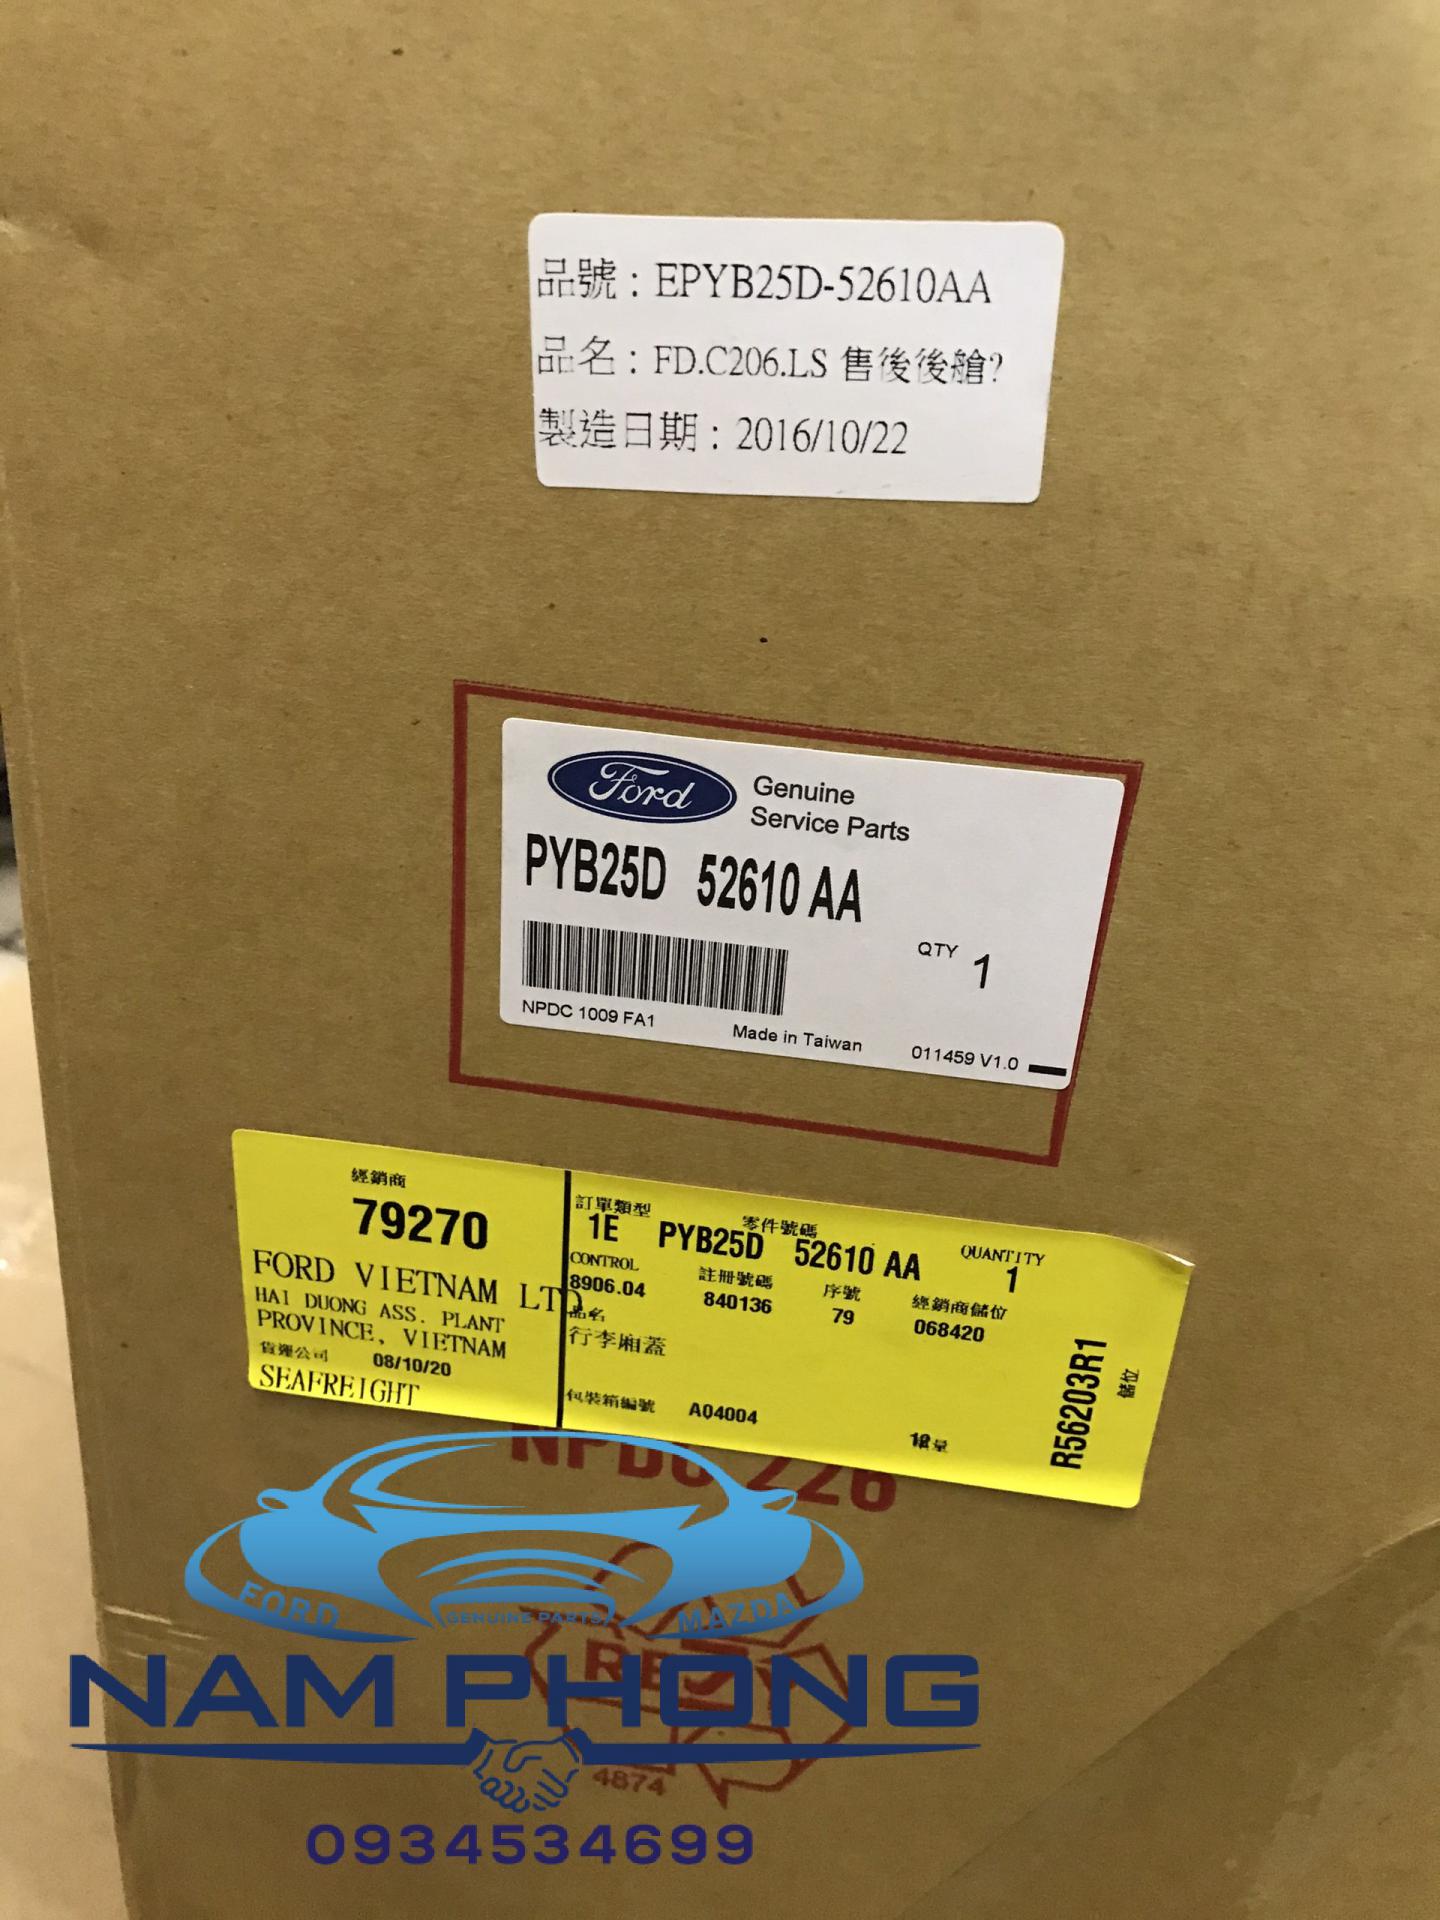 品號：EPYB25D-52610AA
品名：FD.C206.LS 售後後艙?
製造日期：2016/10/22
Ford
Genuine
Service Parts
PYB25D 52610 AA
QTY 1
NPDC 1009 FA1
Made in Taiwan
011459 V1.0
經銷商
79270
FORD VIETNAM LTD
HAI DUONG ASS. PLANT
PROVINCE, VIETNAM
貨運公司 08/10/20
SEAFREIGHT
訂單類型 零件號碼 QUANTITY
1E PYB25D 52610 AA 1
CONTROL 註冊號碼 序號 經銷商儲位
8906.04 840136 79 068420
品名
行李廂蓋
包裝箱編號 A04004
R56203R1
儲位
NPDC 226
FORD
GENUINE PARTS
MAZDA
NAM PHONG
4874
0934534699